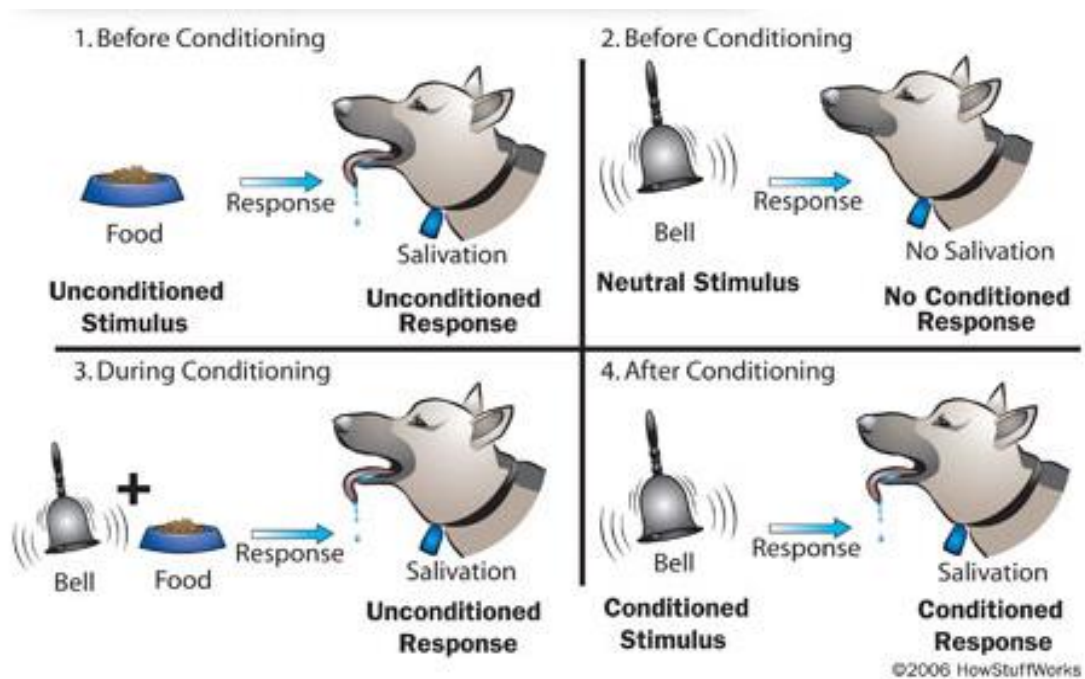 1. Before Conditioning
Food
Response
Salivation
Unconditioned
Stimulus
Unconditioned
Response
2. Before Conditioning
Bell
Response
No Salivation
Neutral Stimulus
No Conditioned
Response
3. During Conditioning
+
Bell
Food
Response
Salivation
Unconditioned
Response
4. After Conditioning
Bell
Response
Salivation
Conditioned
Stimulus
Conditioned
Response
©2006 HowStuffWorks